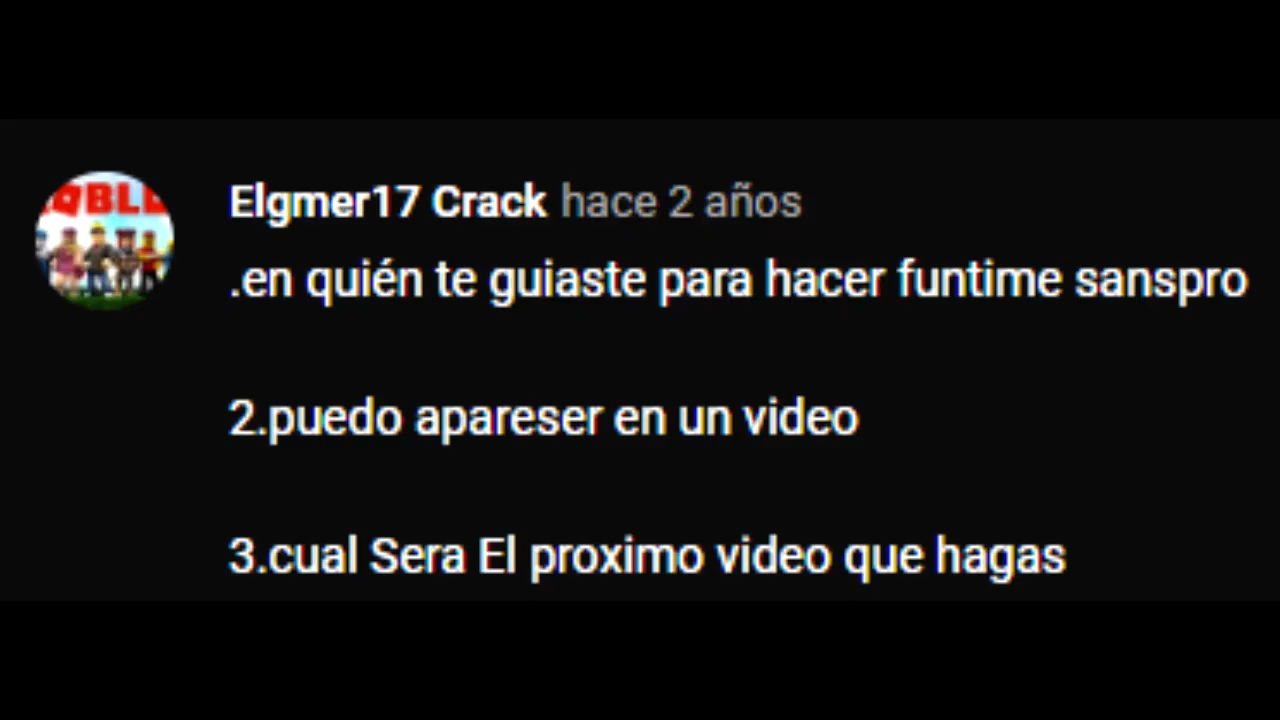 OBL
Elgmer17 Crack hace 2 años
.en quién te guiaste para hacer funtime sanspro
2.puedo apareser en un video
3.cual Sera El proximo video que hagas